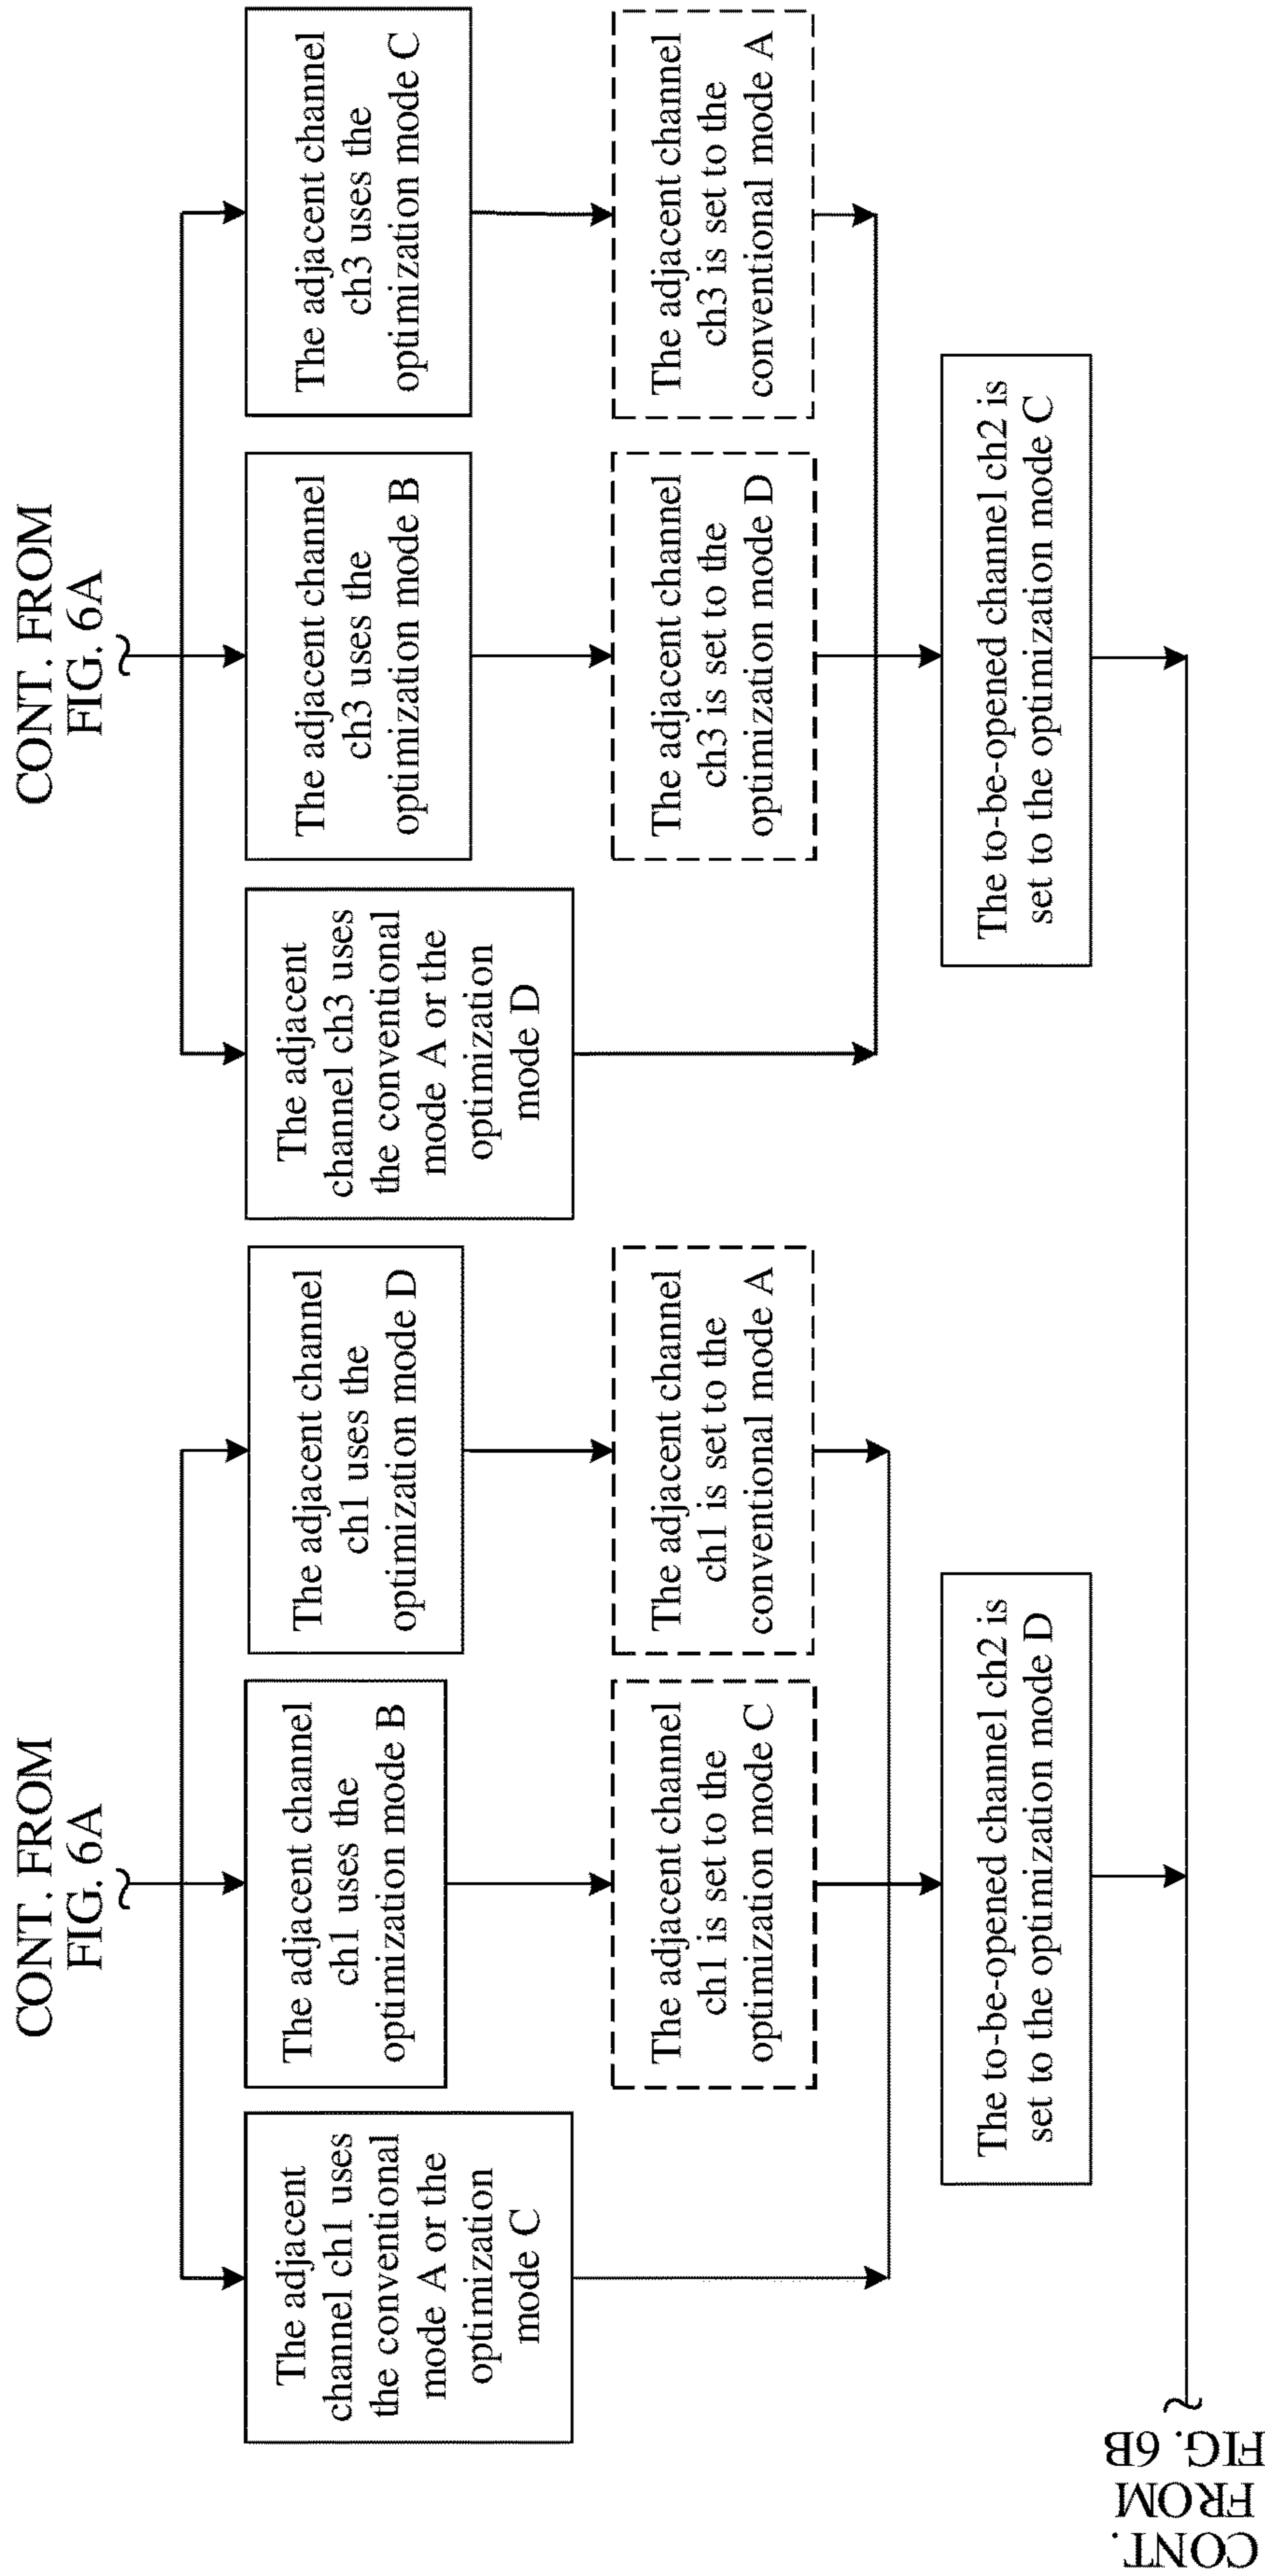 CONT. FROM
FIG. 6A
The adjacent
channel ch1 uses
the conventional
mode A or the
optimization
mode C
The adjacent channel
ch1 uses the
optimization mode B
The adjacent channel
ch1 uses the
optimization mode D
The adjacent channel
ch1 is set to the
optimization mode C
The adjacent channel
ch1 is set to the
conventional mode A
The to-be-opened channel ch2 is
set to the optimization mode D
CONT. FROM
FIG. 6A
The adjacent
channel ch3 uses
the conventional
mode A or the
optimization
mode D
The adjacent channel
ch3 uses the
optimization mode B
The adjacent channel
ch3 uses the
optimization mode C
The adjacent channel
ch3 is set to the
optimization mode D
The adjacent channel
ch3 is set to the
conventional mode A
The to-be-opened channel ch2 is
set to the optimization mode C
CONT.
FROM
FIG. 6B